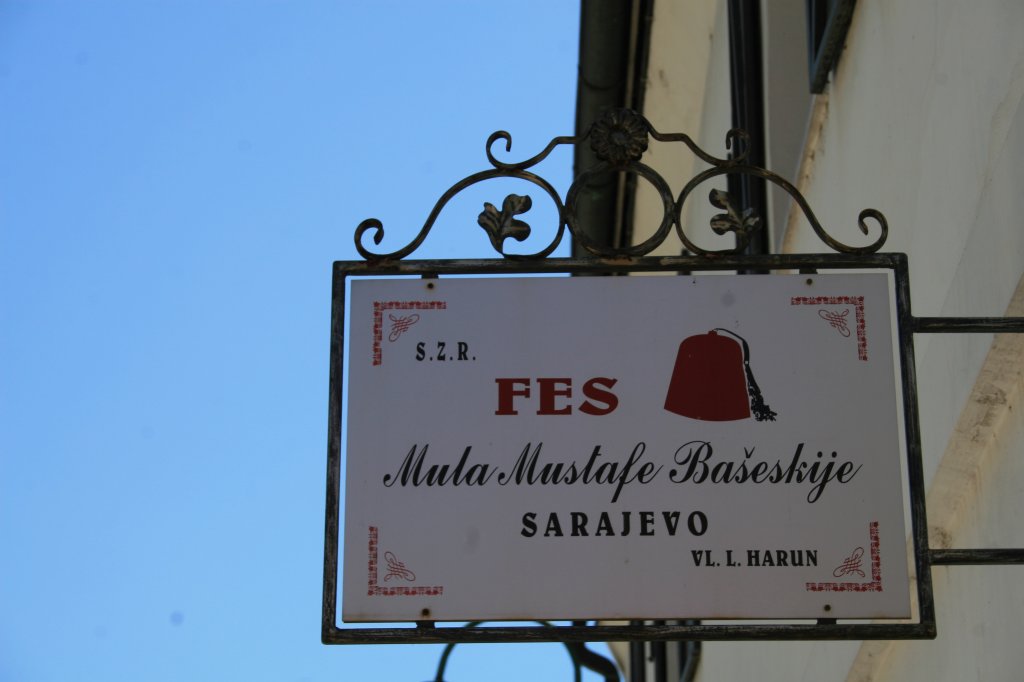 S.Z.R.
FES
Mula Mustafe Bašeskije
SARAJEVO
VL. L. HARUN